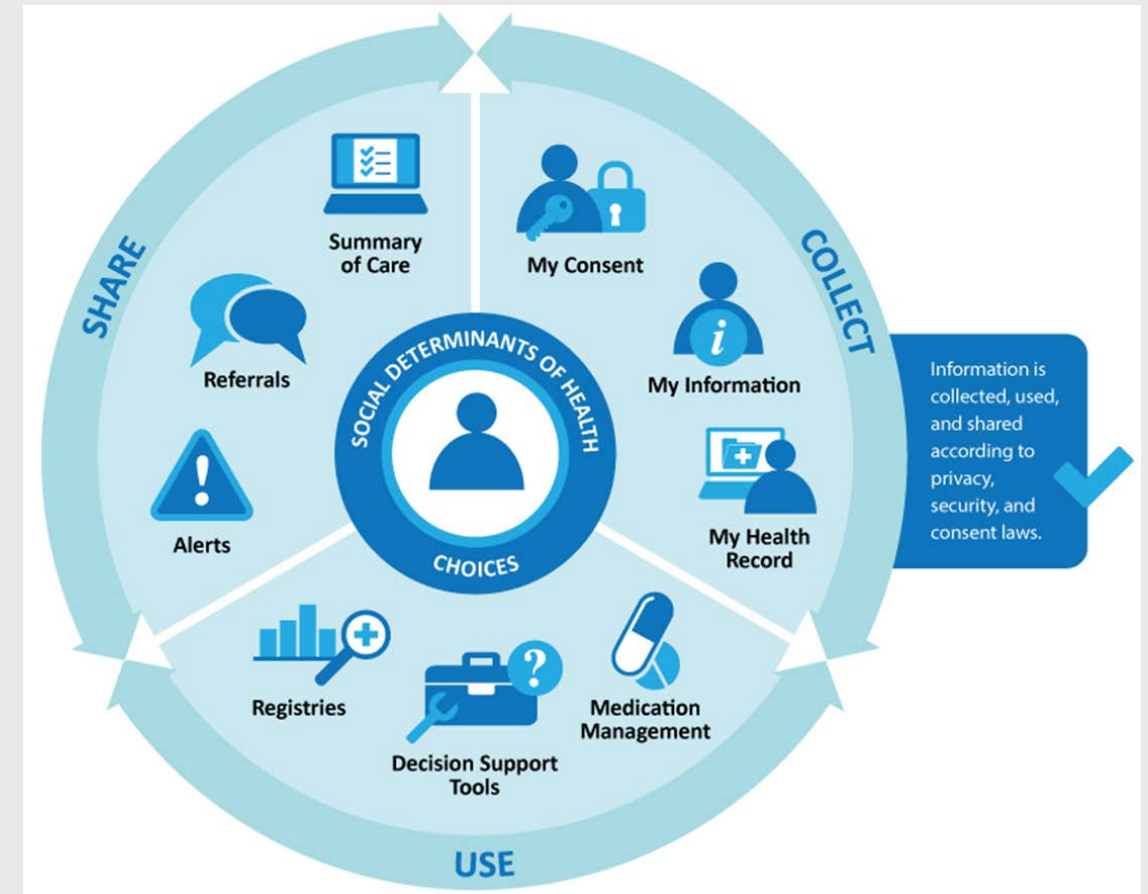 SHARE
Summary
of Care
Referrals
Alerts
COLLECT
My Consent
My Information
My Health
Record
Information is
collected, used,
and shared
according to
privacy,
security, and
consent laws.
SOCIAL DETERMINANTS OF HEALTH
CHOICES
Registries
Decision Support
Tools
Medication
Management
USE
i
!
?